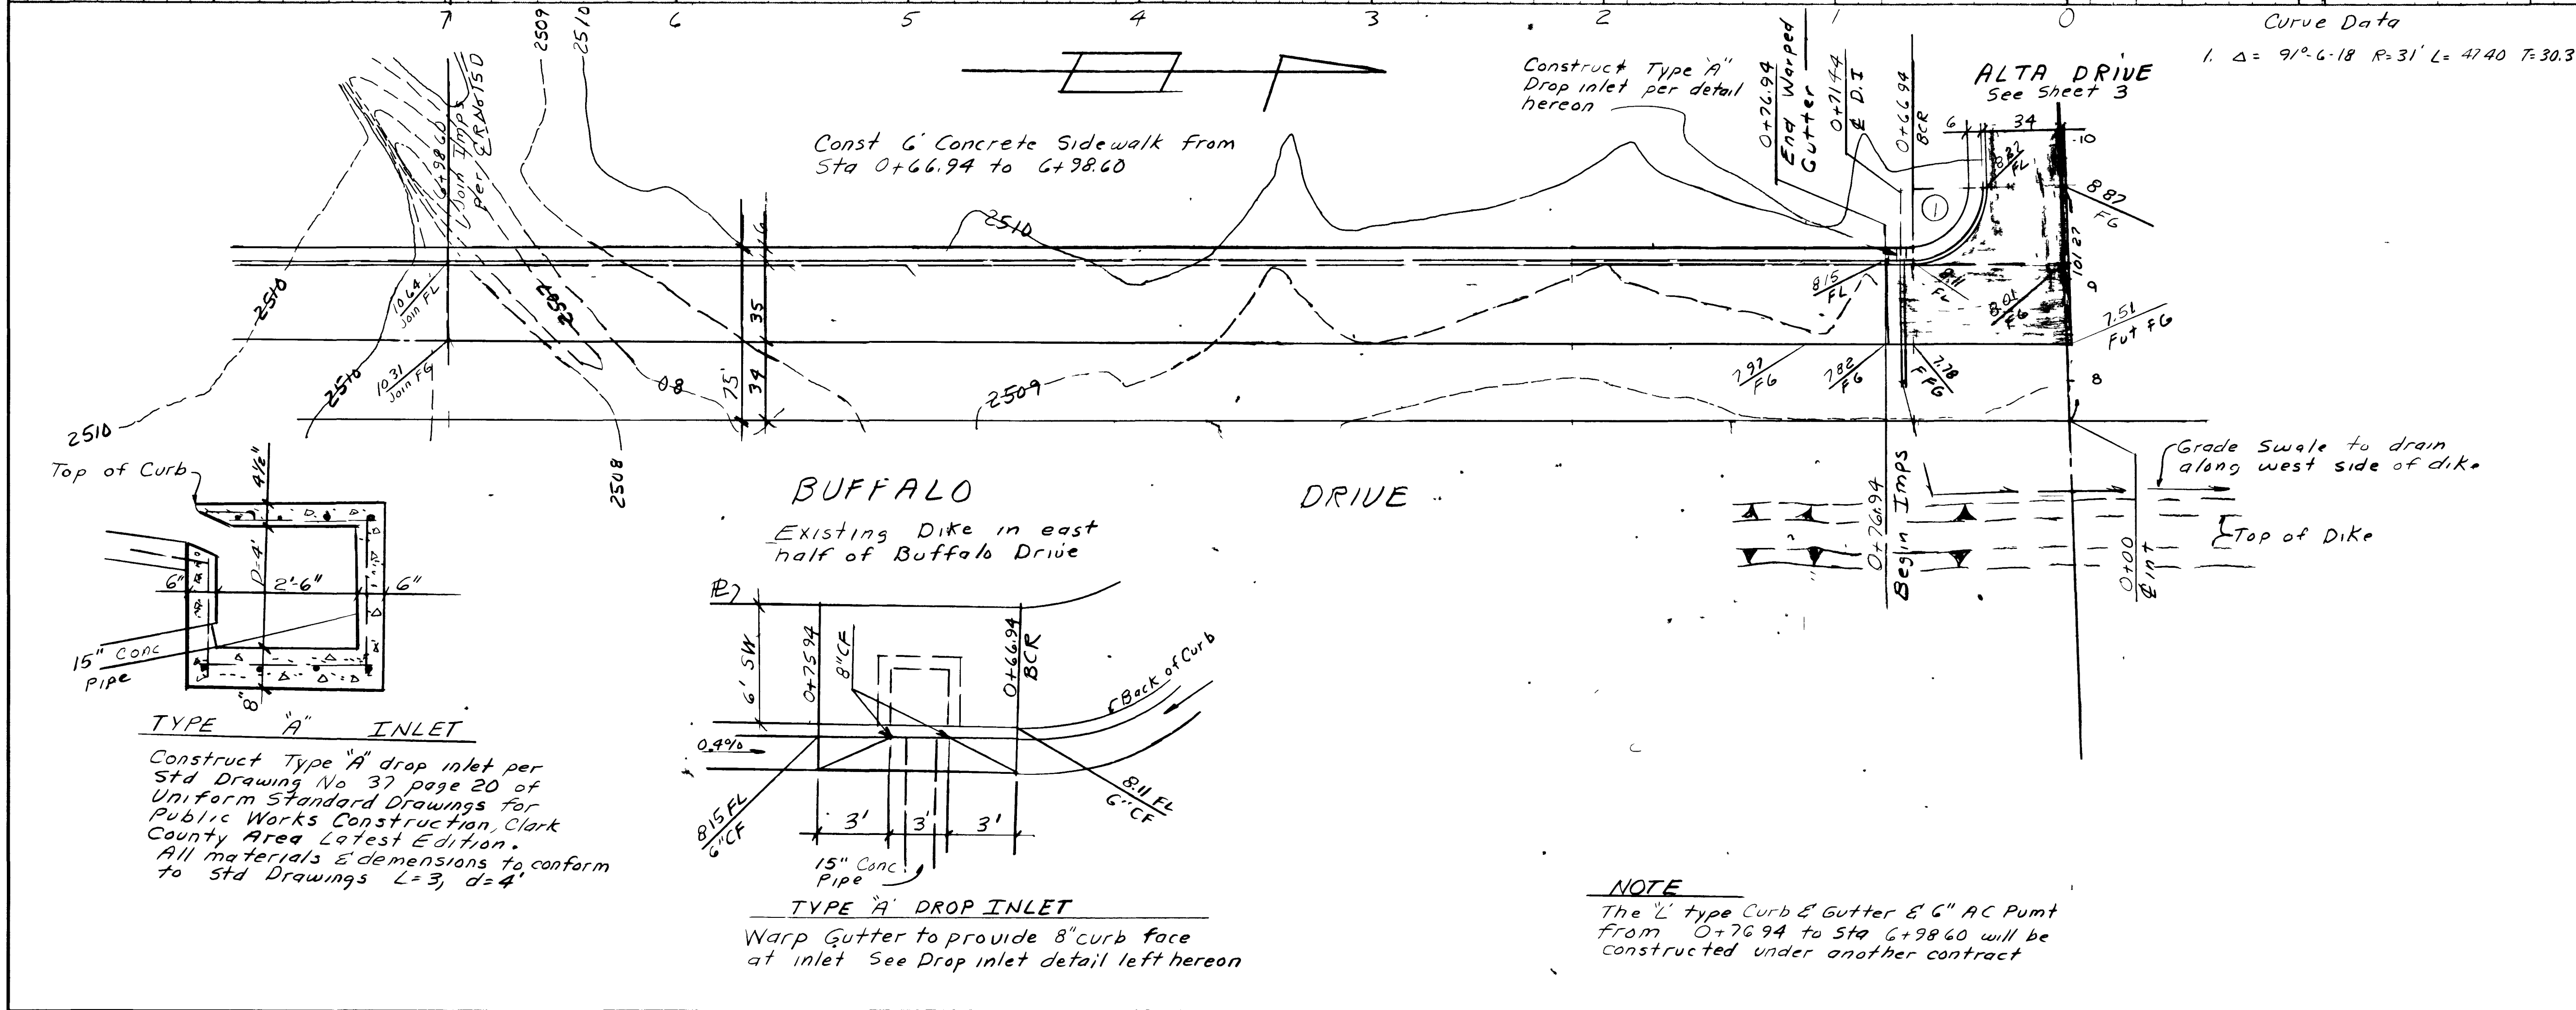 7 6 5 4 3 2 1 0
2509
2510
Curve Data
1. Δ = 91°-6-18 R=31' L= 47 40 T=30.3
ALTA DRIVE
See Sheet 3
Construct Type "A"
Drop inlet per detail
hereon
0+76.94
End Warped
Gutter
0+71 44
₵ D.I
0+66 94
BCR
6
34
10
Const 6' Concrete Sidewalk from
Sta 0+66.94 to 6+98.60
6+98 60
Join Imps
8.37
FL
8 87
FG
1
101 27
9
2510
6
2510
10 64
Join FL
2507
35
8 15
FL
8.11
FL
8.01
FG
7.51
Fut FG
2510
10 31
Join FG
08
75'
34
2509
7 97
FG
7 82
FG
7.78
F FG
8
2510
2508
Top of Curb
4½"
D=4'
6"
2'-6"
6"
15" Conc
Pipe
8"
TYPE "A" INLET
Construct Type "A" drop inlet per
Std Drawing No 37 page 20 of
Uniform Standard Drawings for
Public Works Construction, Clark
County Area Latest Edition.
All materials & demensions to conform
to Std Drawings L=3, d=4'
BUFFALO DRIVE
Existing Dike in east
half of Buffalo Drive
PL
6' SW
0+75 94
8"CF
0+66.94
BCR
Back of Curb
0.4%
8 15 FL
6"CF
8.11 FL
6"CF
3' 3' 3'
15" Conc
Pipe
TYPE "A" DROP INLET
Warp Gutter to provide 8" curb face
at inlet See Drop inlet detail left hereon
0+76.94
Begin Imps
Grade Swale to drain
along west side of dike
Top of Dike
0+00
₵ int
NOTE
The "L" type Curb & Gutter & 6" AC Pvmt
from 0+76 94 to Sta 6+98 60 will be
constructed under another contract